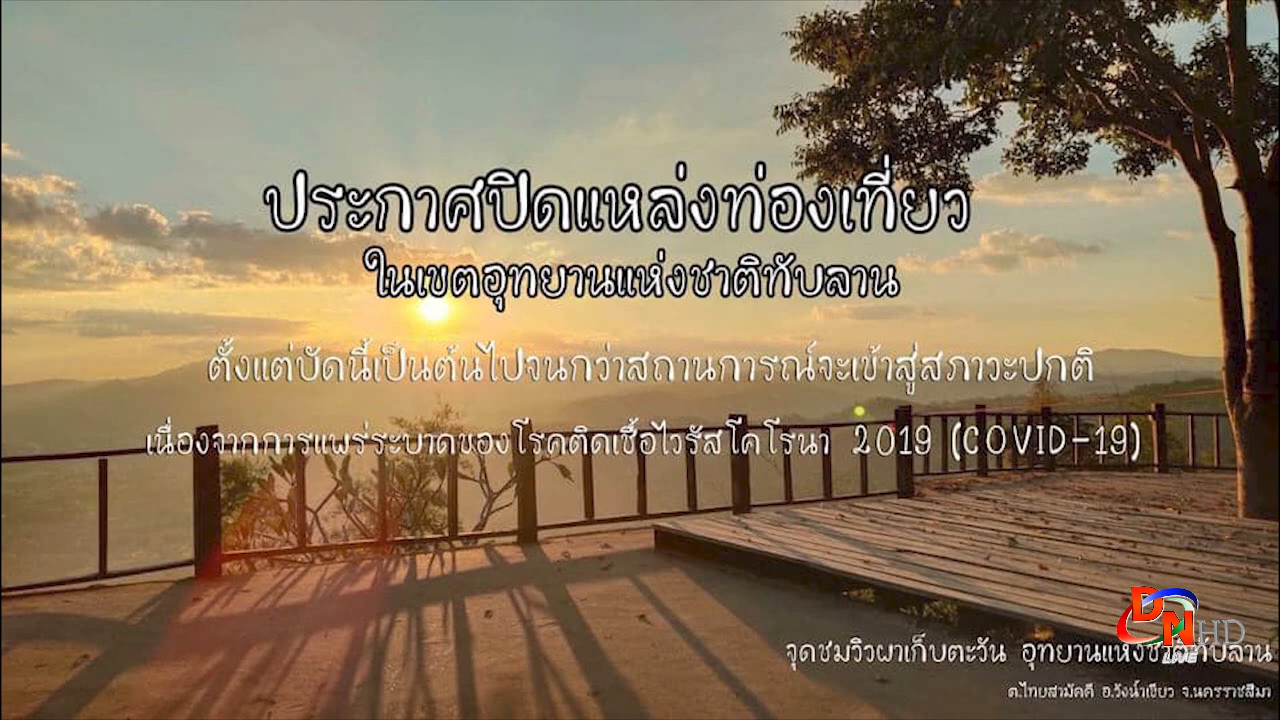 ประกาศปิดแหล่งท่องเที่ยว
ในเขตอุทยานแห่งชาติทับลาน
ตั้งแต่บัดนี้เป็นต้นไปจนกว่าสถานการณ์จะเข้าสู่สภาวะปกติ
เนื่องจากการแพร่ระบาดของโรคติดเชื้อไวรัสโคโรนา 2019 (COVID-19)
DN HD
LIVE
จุดชมวิวผาเก็บตะวัน อุทยานแห่งชาติทับลาน
ต.ไทยสามัคคี อ.วังน้ำเขียว จ.นครราชสีมา